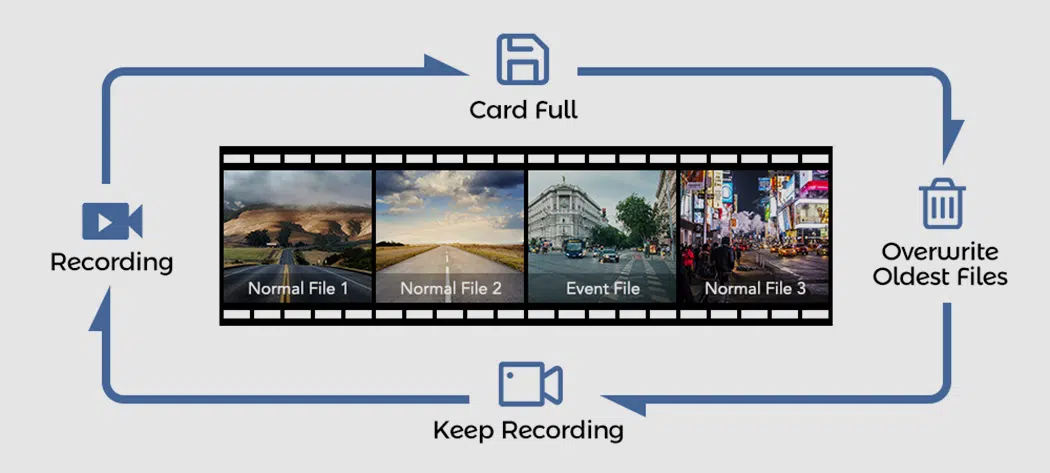 Card Full
Normal File 1
Normal File 2
Event File
Normal File 3
Recording
Overwrite
Oldest Files
Keep Recording